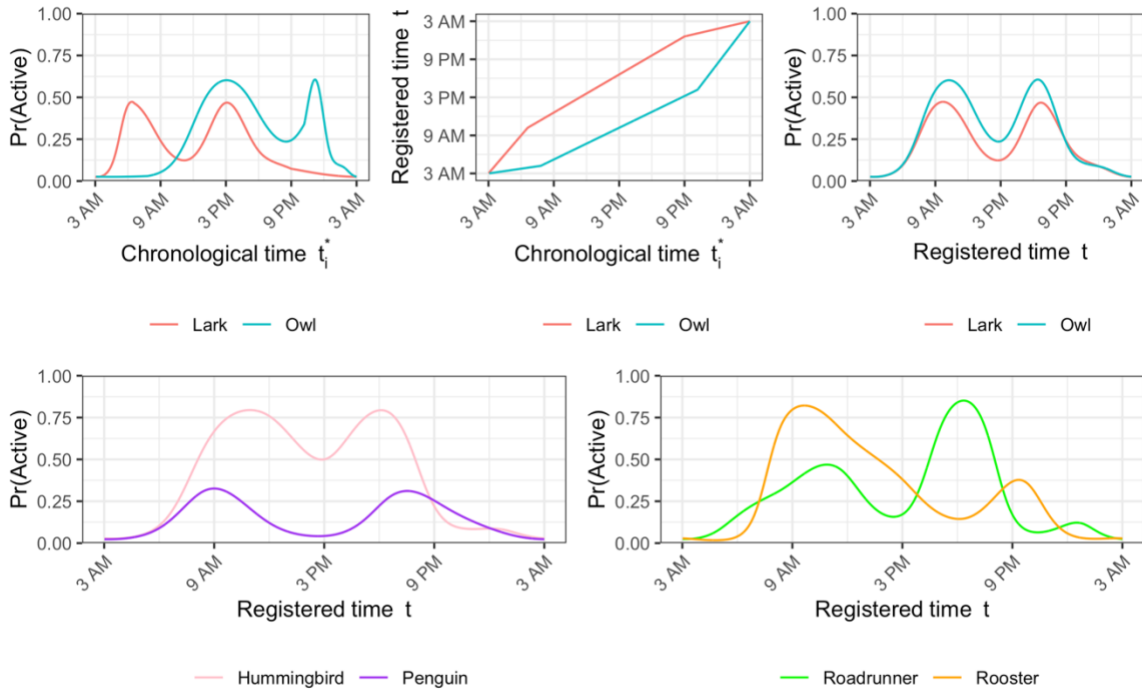 Pr(Active)
1.00
0.75
0.50
0.25
0.00
3 AM
9 AM
3 PM
9 PM
3 AM
Chronological time t*i
Lark Owl
Registered time t
3 AM
9 PM
3 PM
9 AM
3 AM
3 AM
9 AM
3 PM
9 PM
3 AM
Chronological time t*i
Lark Owl
Pr(Active)
1.00
0.75
0.50
0.25
0.00
3 AM
9 AM
3 PM
9 PM
3 AM
Registered time t
Lark Owl
Pr(Active)
1.00
0.75
0.50
0.25
0.00
3 AM
9 AM
3 PM
9 PM
3 AM
Registered time t
Hummingbird Penguin
Pr(Active)
1.00
0.75
0.50
0.25
0.00
3 AM
9 AM
3 PM
9 PM
3 AM
Registered time t
Roadrunner Rooster